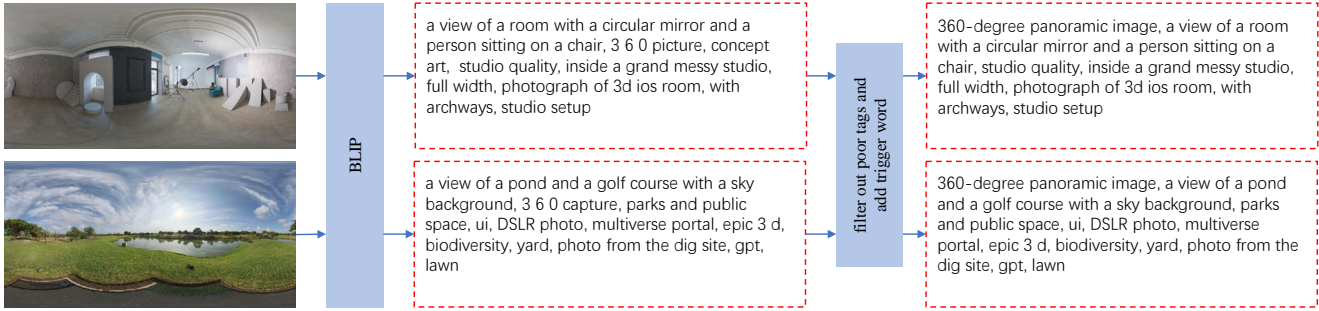 BLIP
a view of a room with a circular mirror and a
person sitting on a chair, 3 6 0 picture, concept
art, studio quality, inside a grand messy studio,
full width, photograph of 3d ios room, with
archways, studio setup
a view of a pond and a golf course with a sky
background, 3 6 0 capture, parks and public
space, ui, DSLR photo, multiverse portal, epic 3 d,
biodiversity, yard, photo from the dig site, gpt,
lawn
filter out poor tags and
add trigger word
360-degree panoramic image, a view of a room
with a circular mirror and a person sitting on a
chair, studio quality, inside a grand messy studio,
full width, photograph of 3d ios room, with
archways, studio setup
360-degree panoramic image, a view of a pond
and a golf course with a sky background, parks
and public space, ui, DSLR photo, multiverse
portal, epic 3 d, biodiversity, yard, photo from the
dig site, gpt, lawn